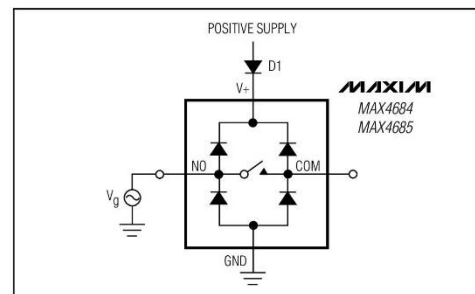 POSITIVE SUPPLY
D1
V+
MAXIM
MAX4684
MAX4685
NO
COM
Vg
GND